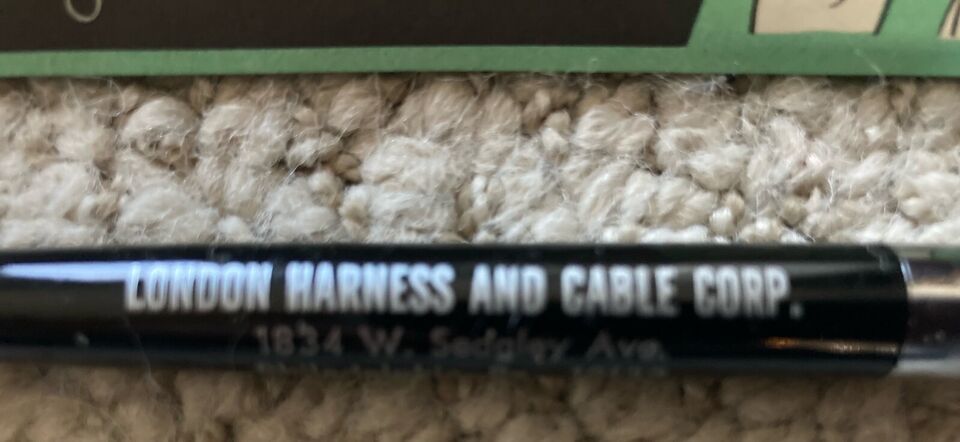 LONDON HARNESS AND CABLE CORP.
1834 W. Sedgley Ave.